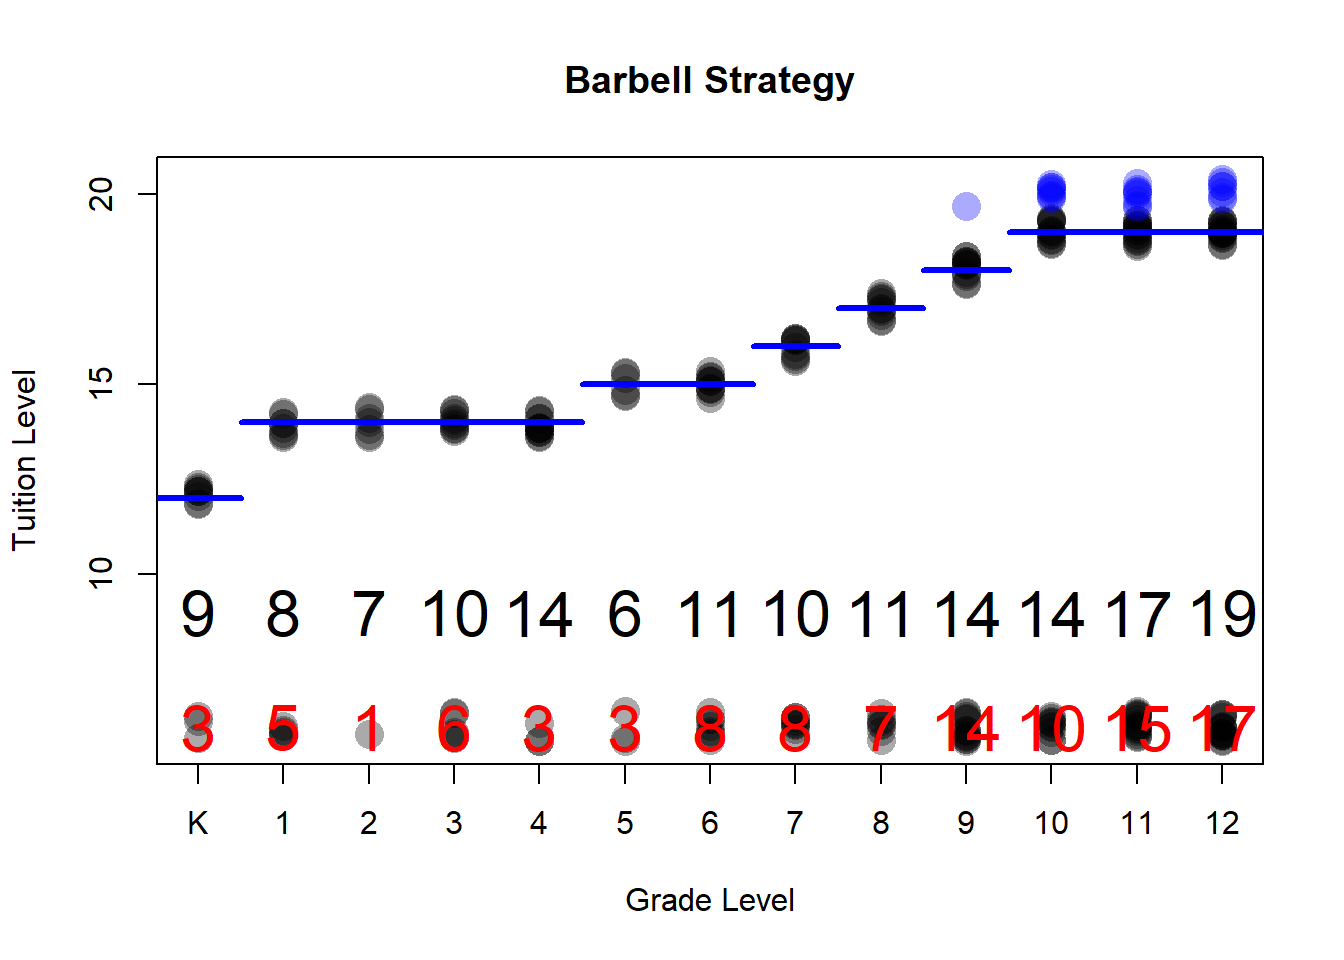 Barbell Strategy
Tuition Level
20
15
10
9 8 7 10 14 6 11 10 11 14 14 17 19
3 5 1 6 3 3 8 8 7 14 10 15 17
K 1 2 3 4 5 6 7 8 9 10 11 12
Grade Level